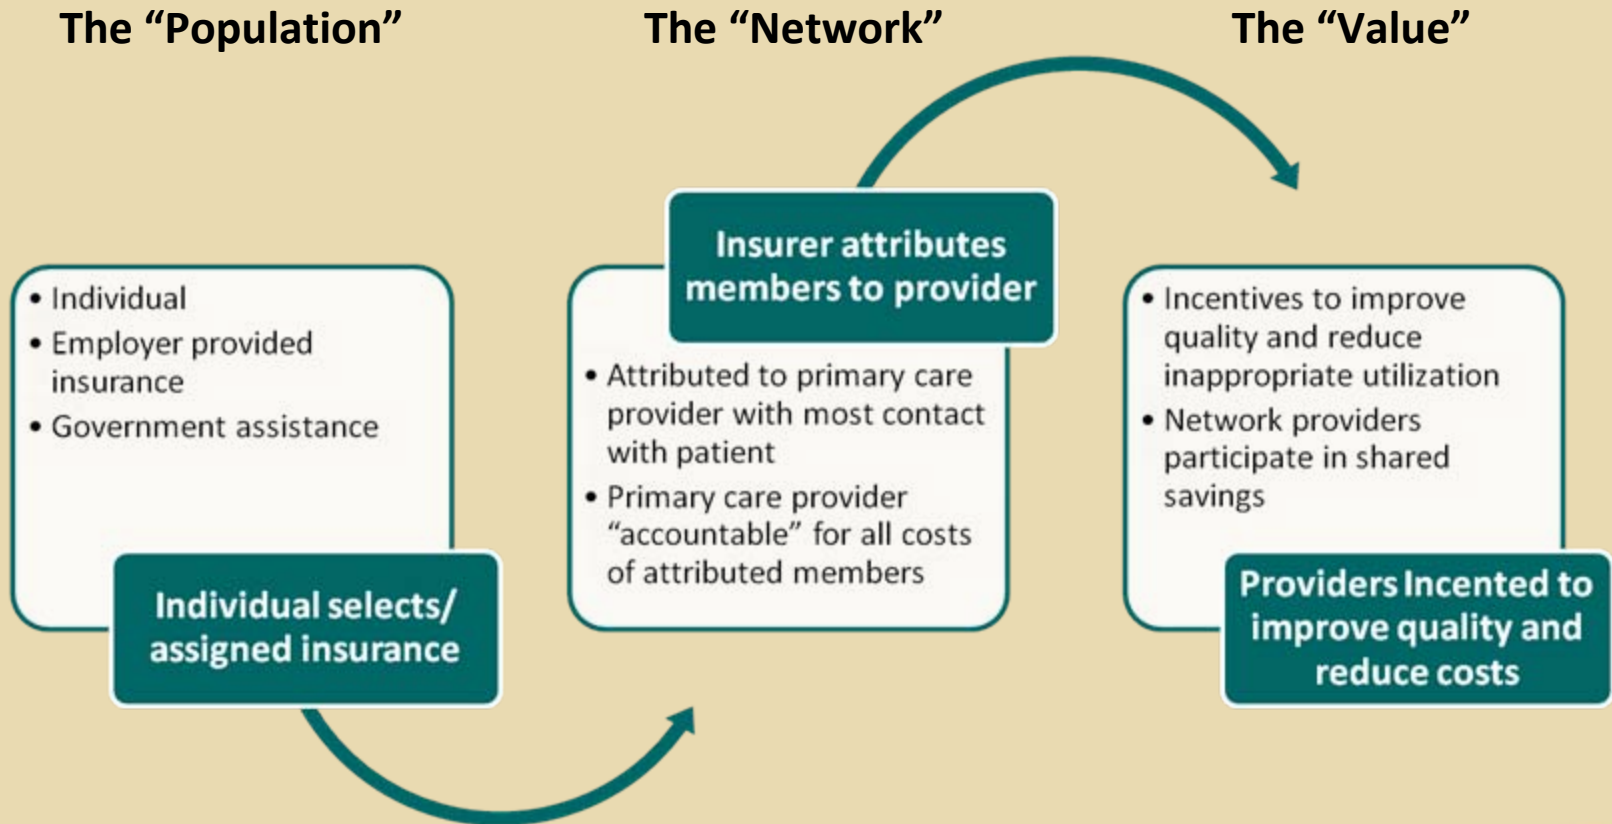 The “Population”
The “Network”
The “Value”
• Individual
• Employer provided
insurance
• Government assistance
Individual selects/
assigned insurance
Insurer attributes
members to provider
• Attributed to primary care
provider with most contact
with patient
• Primary care provider
“accountable” for all costs
of attributed members
• Incentives to improve
quality and reduce
inappropriate utilization
• Network providers
participate in shared
savings
Providers Incented to
improve quality and
reduce costs